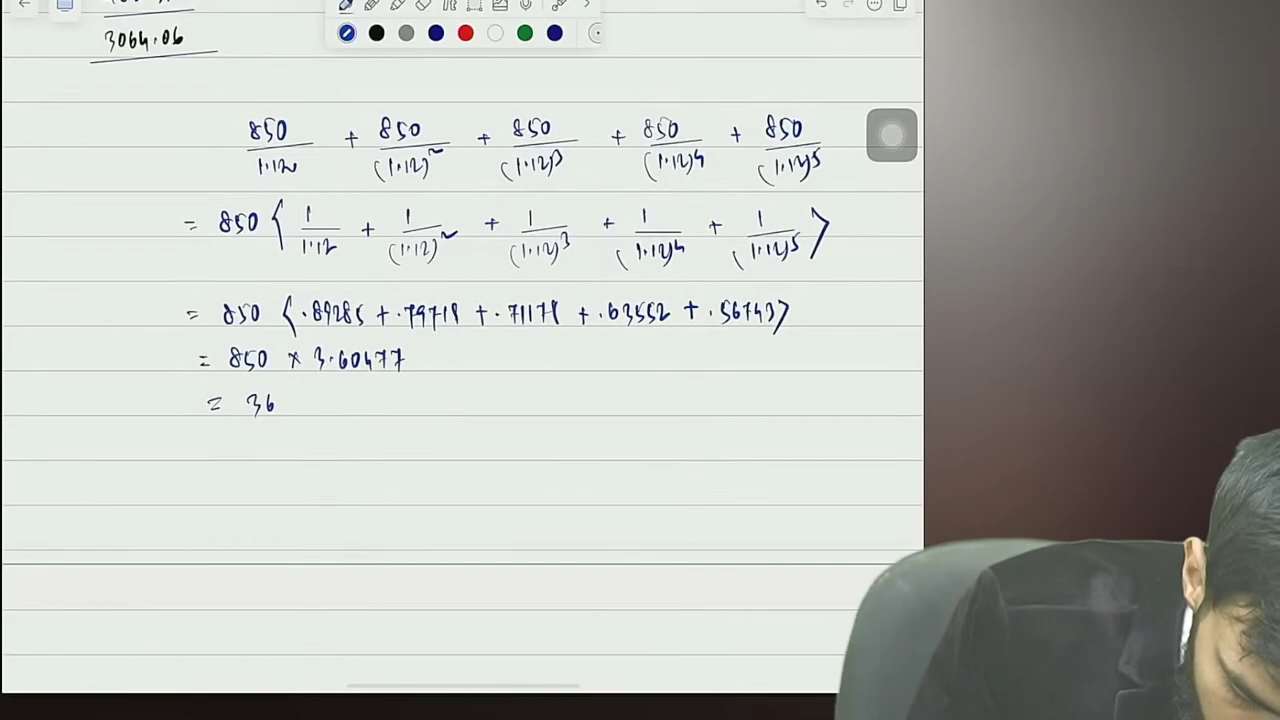 3064.06
850/1.12 + 850/(1.12)² + 850/(1.12)³ + 850/(1.12)⁴ + 850/(1.12)⁵
= 850 { 1/1.12 + 1/(1.12)² + 1/(1.12)³ + 1/(1.12)⁴ + 1/(1.12)⁵ }
= 850 { .89285 + .79719 + .71178 + .63552 + .56743 }
= 850 × 3.60477
= 36